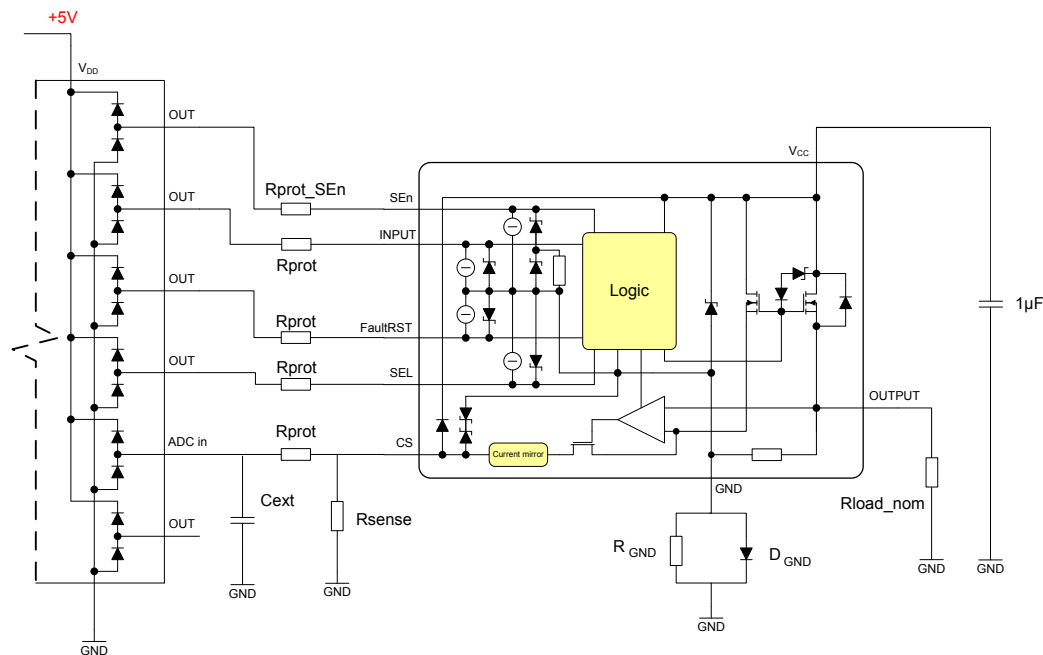 +5V
VDD
OUT
VCC
Rprot_SEn
SEn
OUT
INPUT
Rprot
Logic
OUT
1µF
Rprot
FaultRST
OUT
Rprot
SEL
OUTPUT
ADC in
Rprot
CS
Current mirror
GND
Cext
Rsense
Rload_nom
OUT
R GND
D GND
GND
GND
GND
GND
GND
GND